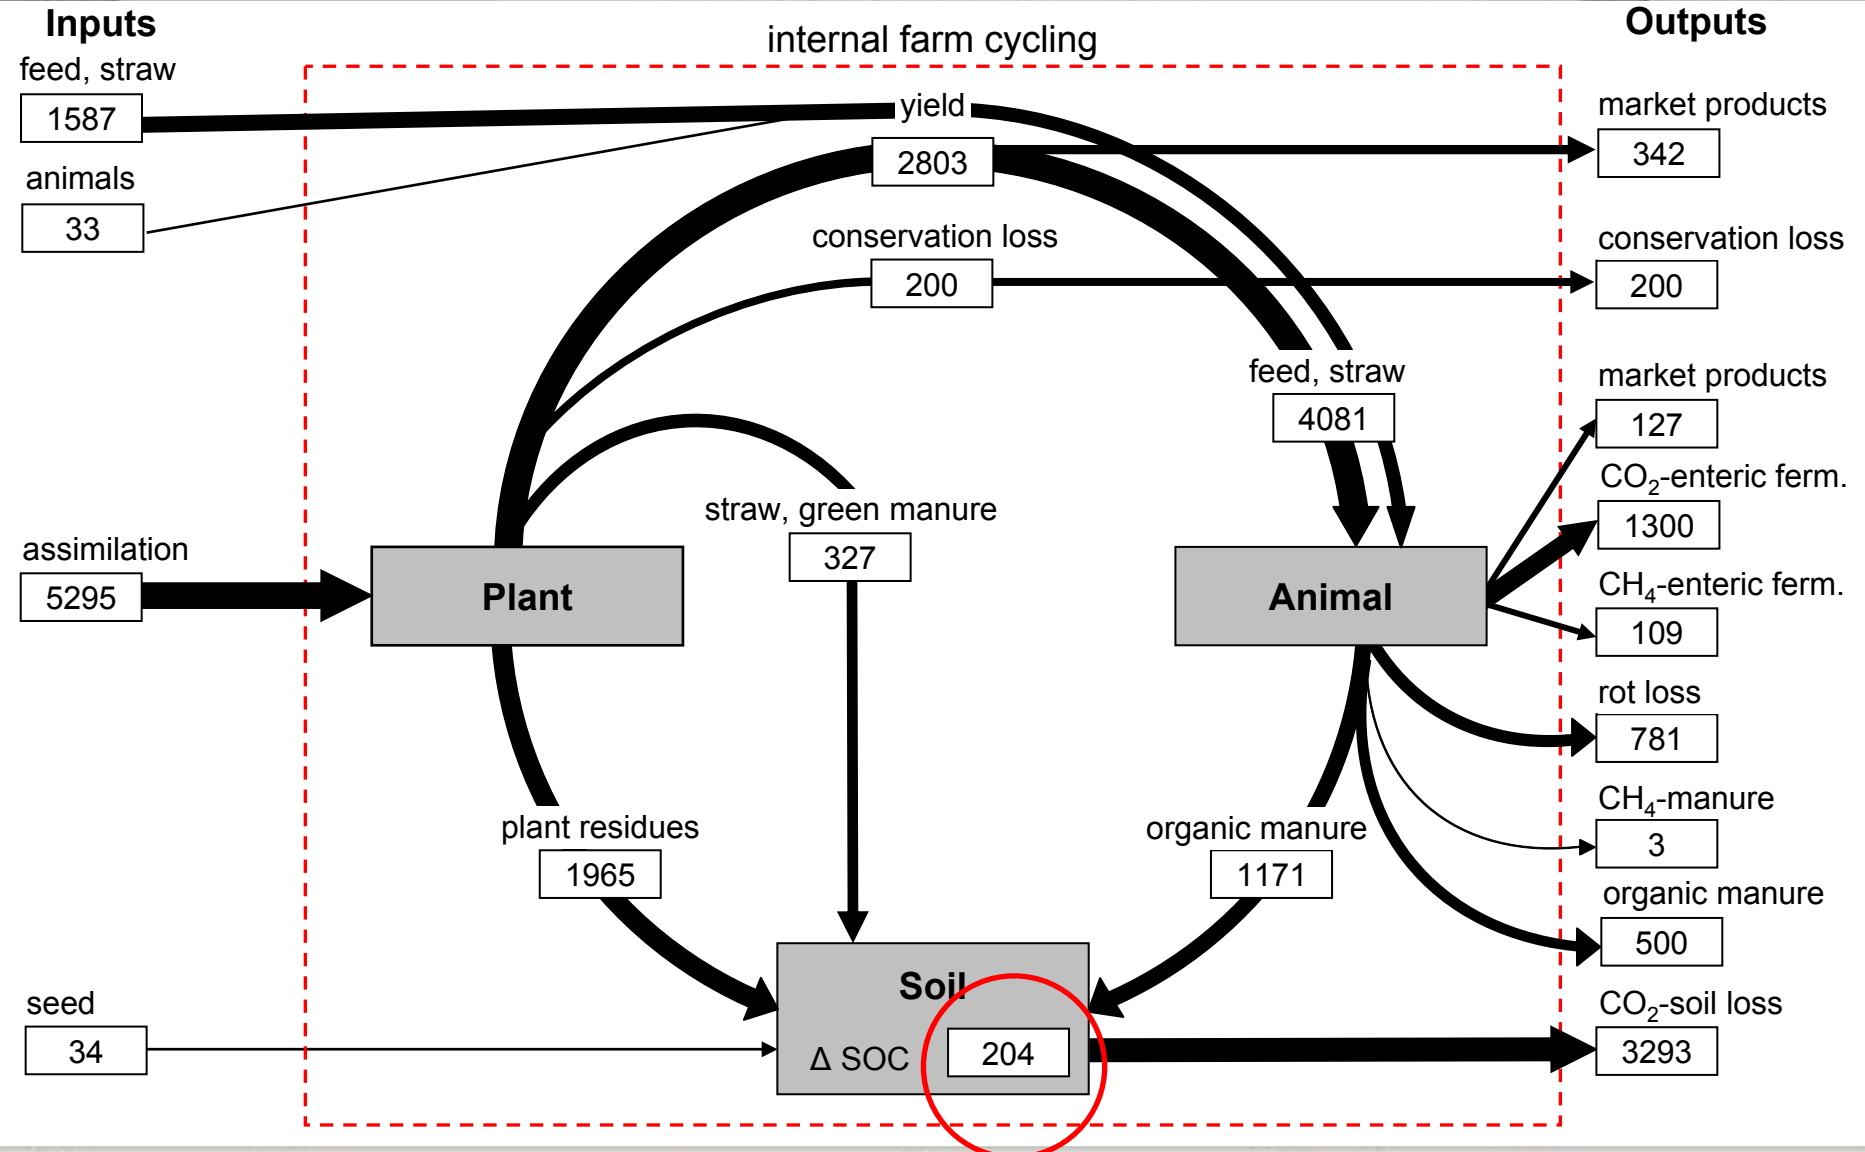 Inputs
Outputs
internal farm cycling
feed, straw
1587
animals
33
yield
2803
market products
342
conservation loss
200
conservation loss
200
feed, straw
4081
market products
127
CO₂-enteric ferm.
1300
CH₄-enteric ferm.
109
straw, green manure
327
assimilation
5295
Plant
Animal
rot loss
781
CH₄-manure
3
plant residues
1965
organic manure
1171
organic manure
500
Soil
Δ SOC
204
seed
34
CO₂-soil loss
3293